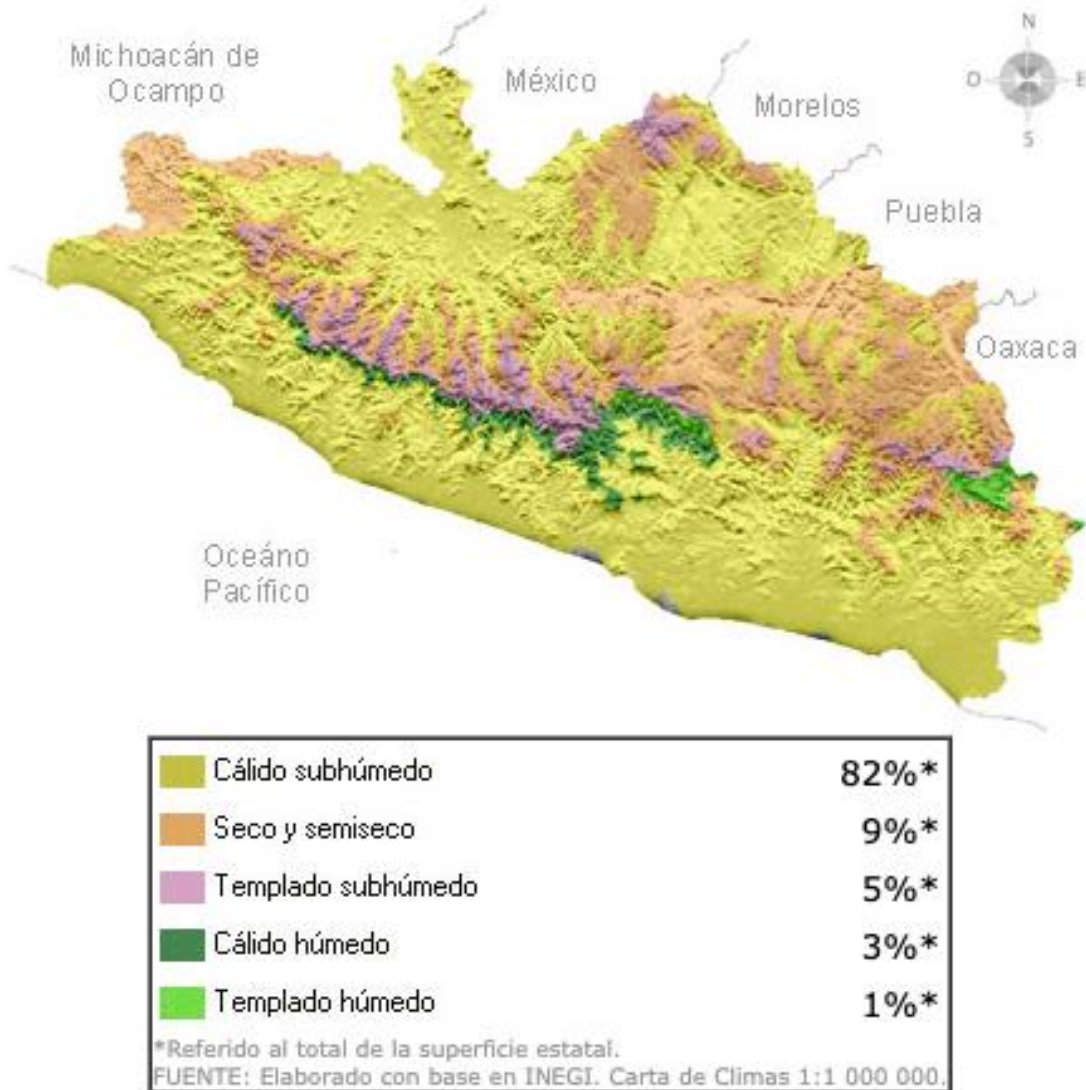 Michoacán de
Ocampo
México
Morelos
N
O
E
S
Puebla
Oaxaca
Oceáno
Pacífico
Cálido subhúmedo 82%*
Seco y semiseco 9%*
Templado subhúmedo 5%*
Cálido húmedo 3%*
Templado húmedo 1%*
*Referido al total de la superficie estatal.
FUENTE: Elaborado con base en INEGI. Carta de Climas 1:1 000 000.